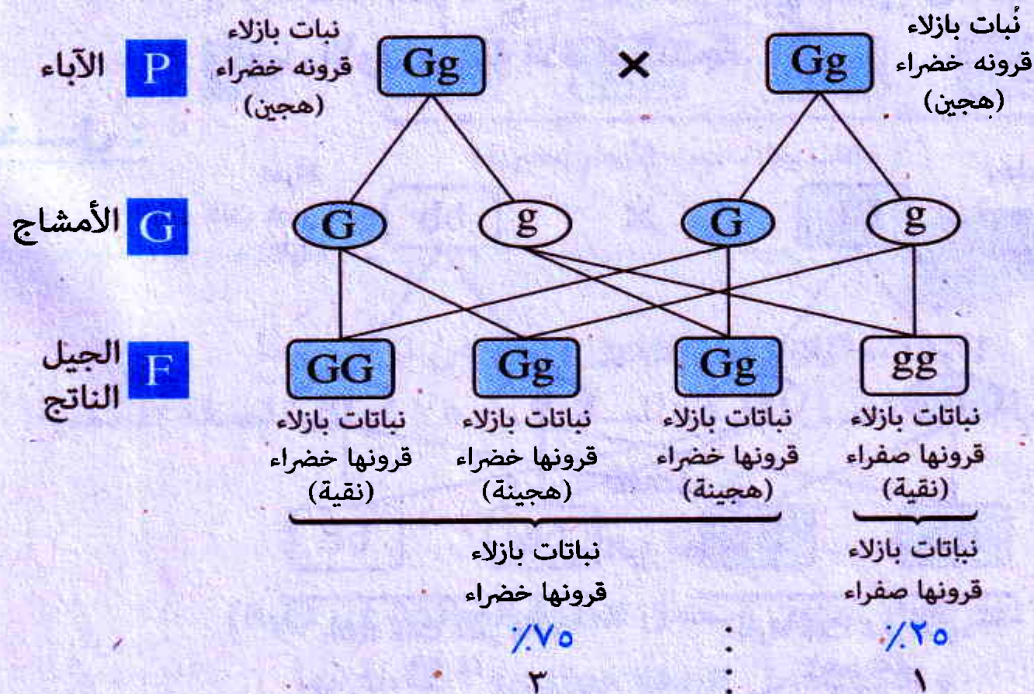 الآباء P
نبات بازلاء
قرونه خضراء
(هجين)
Gg × Gg
نبات بازلاء
قرونه خضراء
(هجين)
الأمشاج G
G g G g
الجيل
الناتج
F
GG Gg Gg gg
نباتات بازلاء
قرونها خضراء
(نقية)
نباتات بازلاء
قرونها خضراء
(هجينة)
نباتات بازلاء
قرونها خضراء
(هجينة)
نباتات بازلاء
قرونها صفراء
(نقية)
نباتات بازلاء
قرونها خضراء
٪٧٥
٣
:
:
نباتات بازلاء
قرونها صفراء
٪٢٥
١